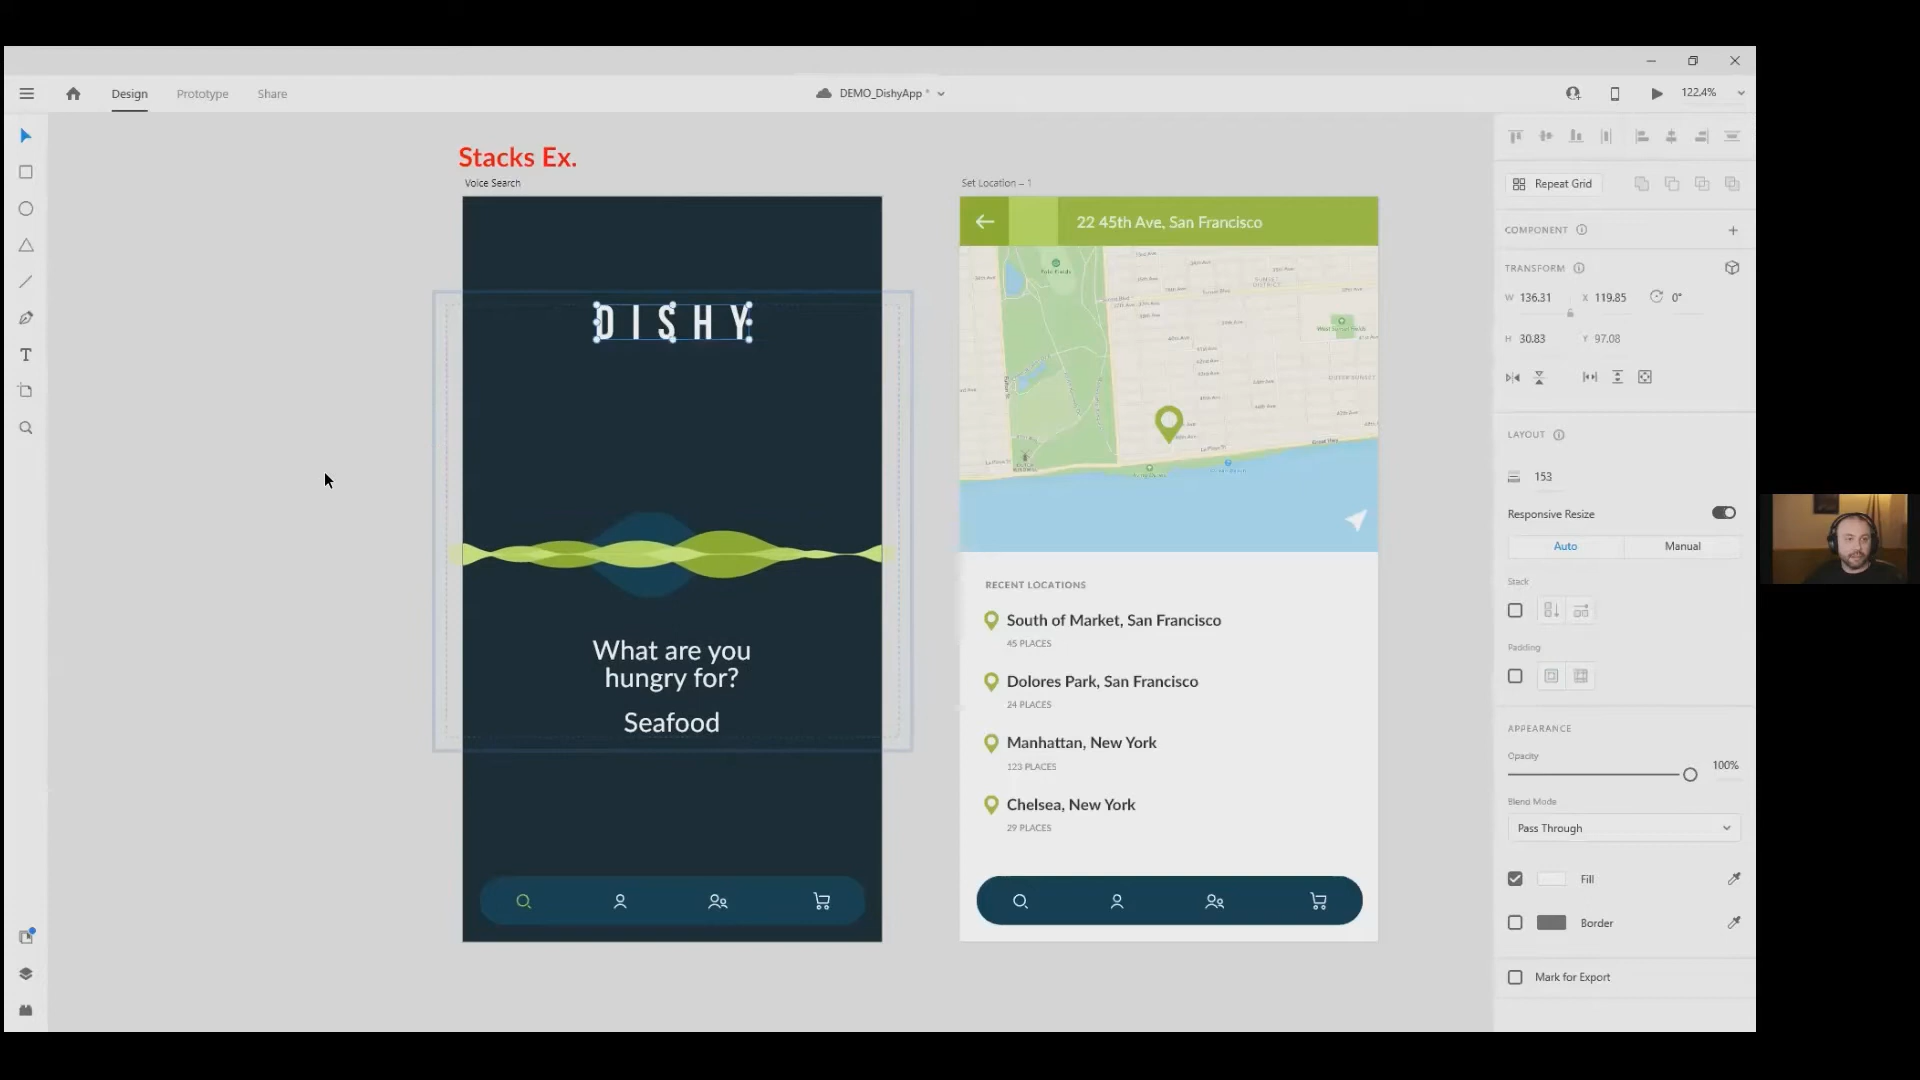 Design
Prototype
Share
DEMO_DishyApp *
122.4%
Stacks Ex.
Voice Search
DISHY
What are you
hungry for?
Seafood
Set Location – 1
22 45th Ave, San Francisco
RECENT LOCATIONS
South of Market, San Francisco
45 PLACES
Dolores Park, San Francisco
24 PLACES
Manhattan, New York
123 PLACES
Chelsea, New York
29 PLACES
Repeat Grid
COMPONENT
TRANSFORM
W 136.31 X 119.85 0°
H 30.83 Y 97.08
LAYOUT
153
Responsive Resize
Auto Manual
Stack
Padding
APPEARANCE
Opacity
100%
Blend Mode
Pass Through
Fill
Border
Mark for Export